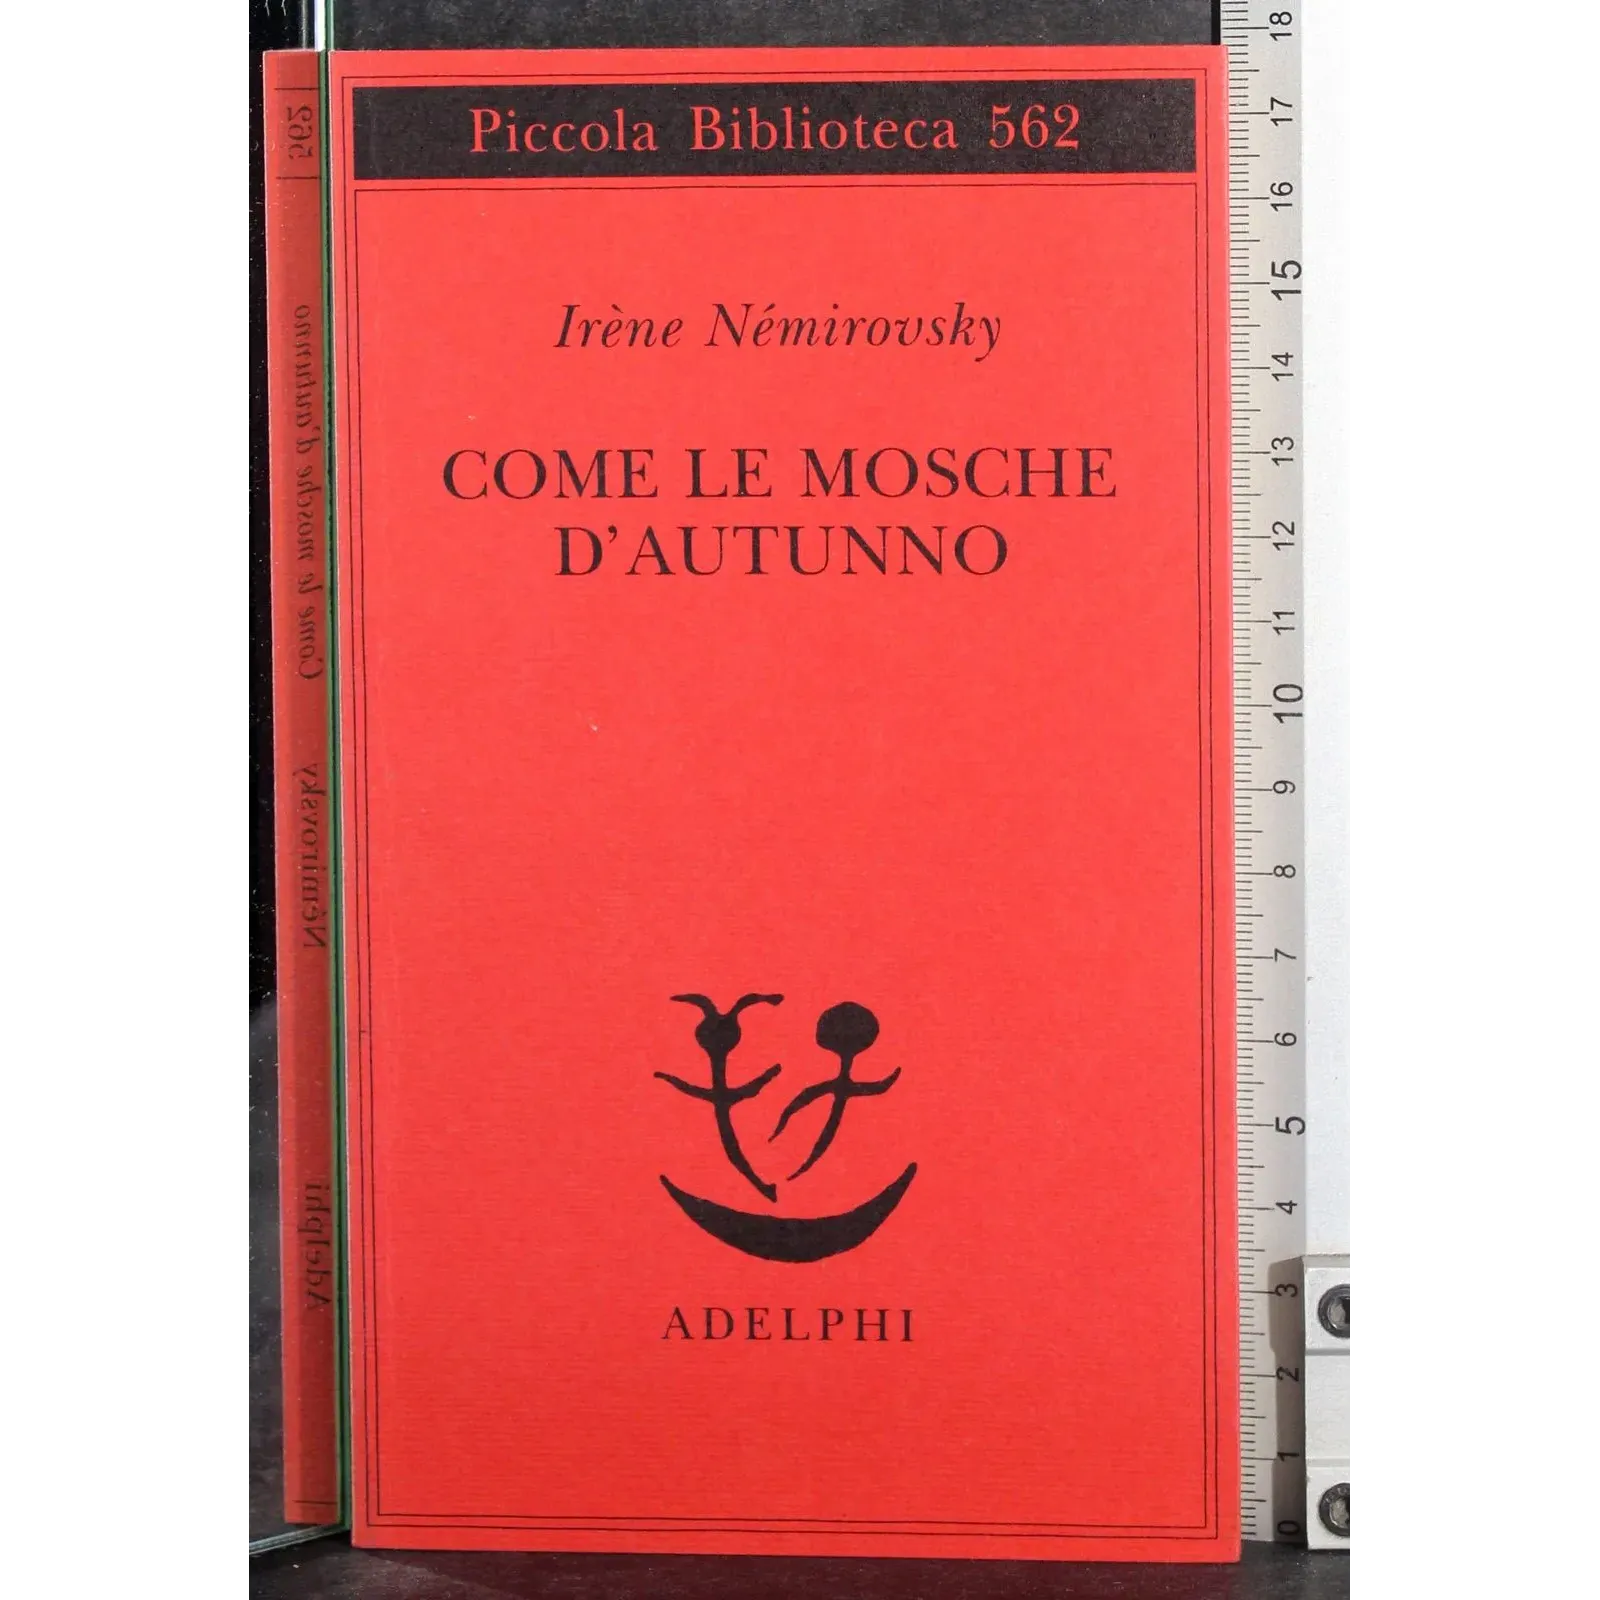 Piccola Biblioteca 562
Irène Némirovsky
COME LE MOSCHE
D'AUTUNNO
ADELPHI
562
Come le mosche d'autunno
Némirovsky
Adelphi
18
17
16
15
14
13
12
11
10
9
8
7
6
5
4
3
2
1
0